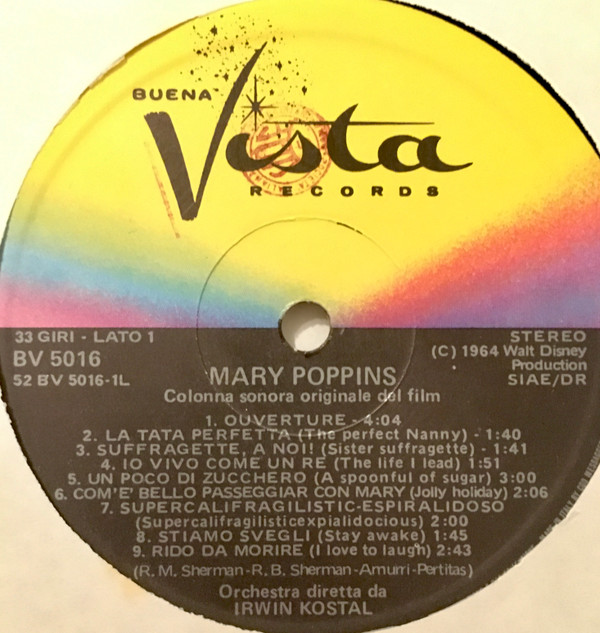 BUENA
Vista
RECORDS
33 GIRI - LATO 1
BV 5016
52 BV 5016-1L
STEREO
(C) 1964 Walt Disney
Production
SIAE/DR
MARY POPPINS
Colonna sonora originale del film
1. OUVERTURE - 4:04
2. LA TATA PERFETTA (The perfect Nanny) - 1:40
3. SUFFRAGETTE, A NOI! (Sister suffragette) - 1:41
4. IO VIVO COME UN RE (The life I lead) 1:51
5. UN POCO DI ZUCCHERO (A spoonful of sugar) 3:00
6. COM'E' BELLO PASSEGGIAR CON MARY (Jolly holiday) 2:06
7. SUPERCALIFRAGILISTIC-ESPIRALIDOSO
(Supercalifragilisticexpialidocious) 2:00
8. STIAMO SVEGLI (Stay awake) 1:45
9. RIDO DA MORIRE (I love to laugh) 2:43
(R. M. Sherman-R. B. Sherman-Amurri-Pertitas)
Orchestra diretta da
IRWIN KOSTAL